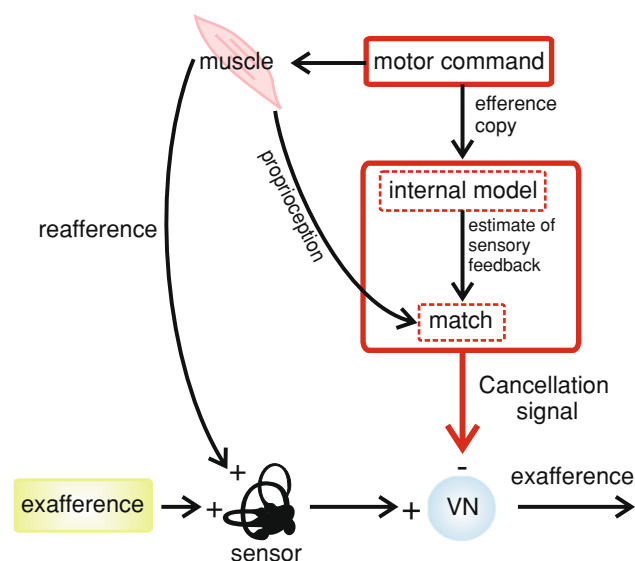 muscle
motor command
efference
copy
internal model
proprioception
reafference
estimate of
sensory
feedback
match
Cancellation
signal
+
-
exafference
exafference
+
+
VN
sensor